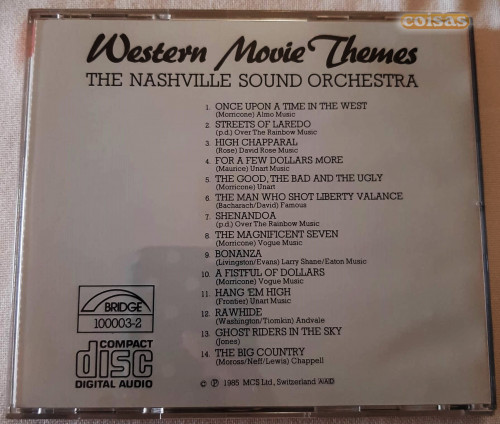 coisas
Western Movie Themes
THE NASHVILLE SOUND ORCHESTRA
1. ONCE UPON A TIME IN THE WEST
(Morricone) Almo Music
2. STREETS OF LAREDO
(p.d.) Over The Rainbow Music
3. HIGH CHAPPARAL
(Rose) David Rose Music
4. FOR A FEW DOLLARS MORE
(Maurice) Unart Music
5. THE GOOD, THE BAD AND THE UGLY
(Morricone) Unart
6. THE MAN WHO SHOT LIBERTY VALANCE
(Bacharach/David) Famous
7. SHENANDOA
(p.d.) Over The Rainbow Music
8. THE MAGNIFICENT SEVEN
(Morricone) Vogue Music
9. BONANZA
(Livingston/Evans) Larry Shane/Eaton Music
10. A FISTFUL OF DOLLARS
(Morricone) Vogue Music
11. HANG 'EM HIGH
(Frontier) Unart Music
12. RAWHIDE
(Washington/Tiomkin) Andvale
13. GHOST RIDERS IN THE SKY
(Jones)
14. THE BIG COUNTRY
(Moross/Neff/Lewis) Chappell
BRIDGE
100003-2
COMPACT
disc
DIGITAL AUDIO
© ℗ 1985 MCS Ltd., Switzerland AAD